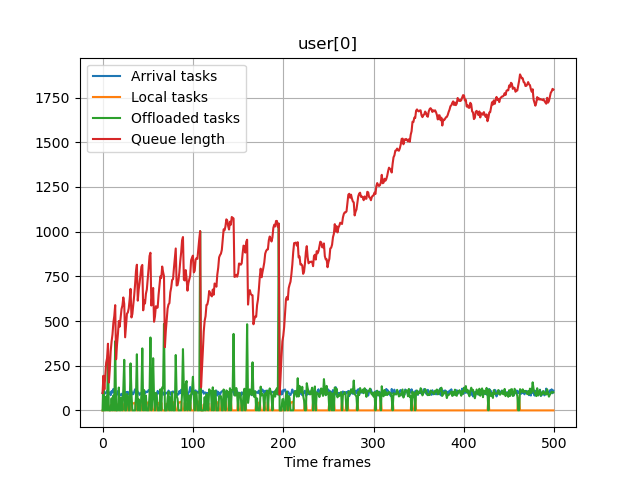 user[0]
Arrival tasks
Local tasks
Offloaded tasks
Queue length
1750
1500
1250
1000
750
500
250
0
0 100 200 300 400 500
Time frames